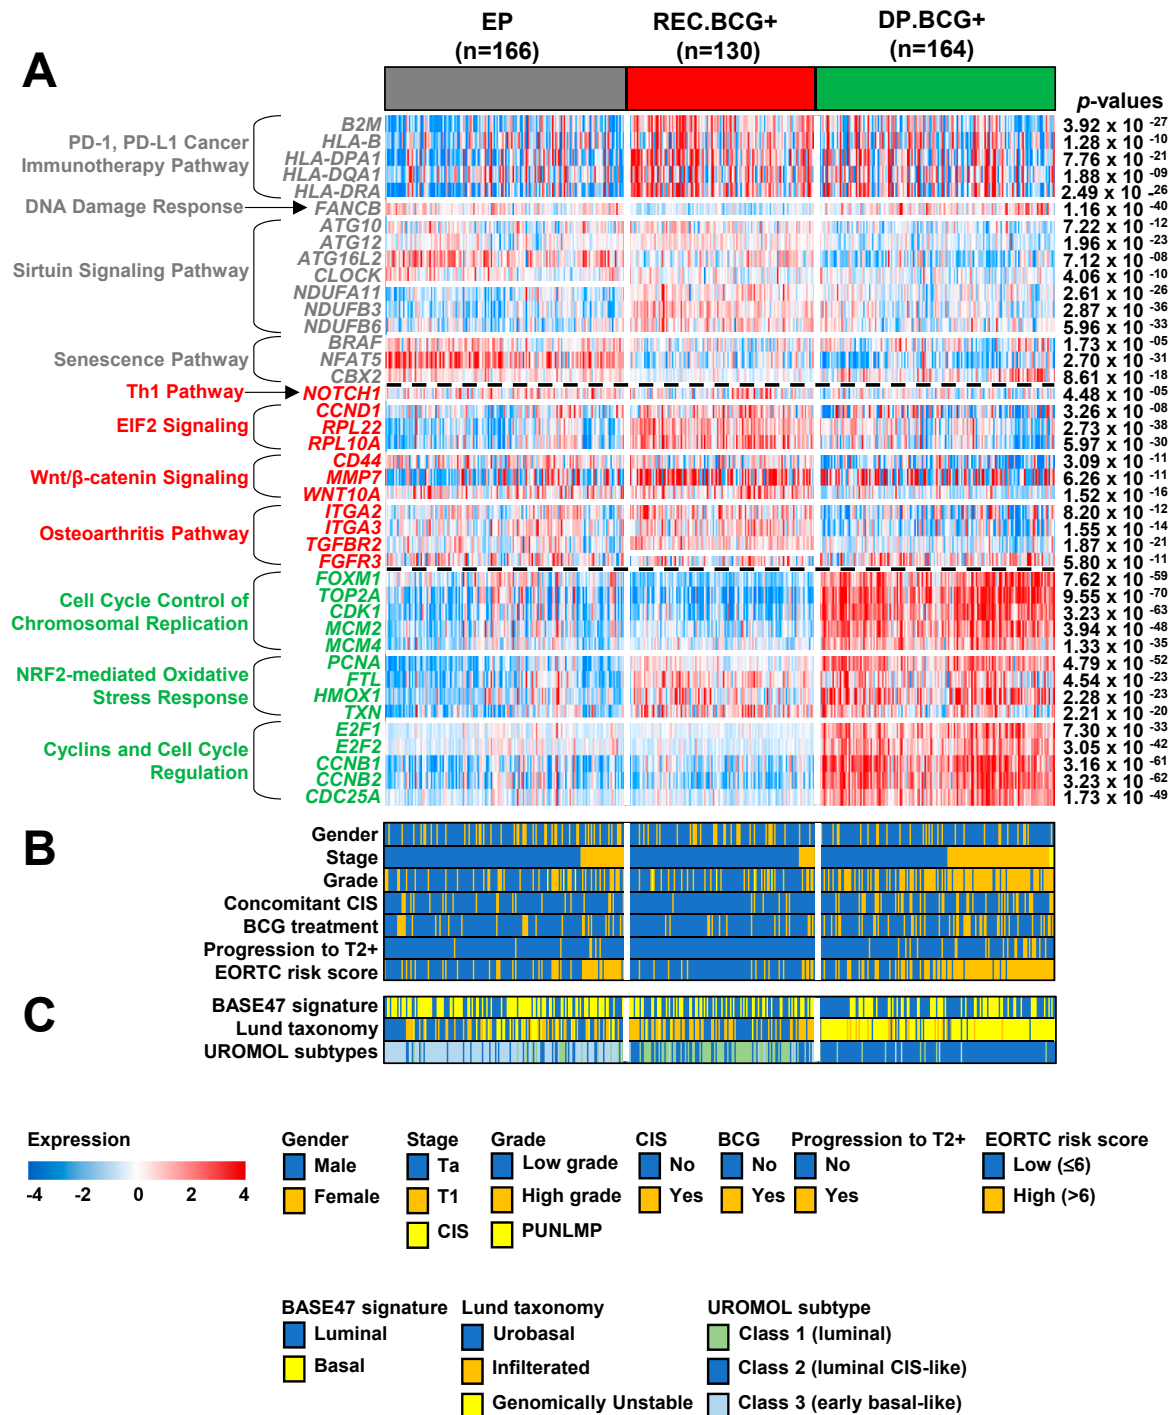 EP REC.BCG+ DP.BCG+
(n=166) (n=130) (n=164)
A
p-values
PD-1, PD-L1 Cancer
Immunotherapy Pathway
B2M 3.92 x 10 -27
HLA-B 1.28 x 10 -10
HLA-DPA1 7.76 x 10 -21
HLA-DQA1 1.88 x 10 -09
HLA-DRA 2.49 x 10 -26
DNA Damage Response FANCB 1.16 x 10 -40
Sirtuin Signaling Pathway
ATG10 7.22 x 10 -12
ATG12 1.96 x 10 -23
ATG16L2 7.12 x 10 -08
CLOCK 4.06 x 10 -10
NDUFA11 2.61 x 10 -26
NDUFB3 2.87 x 10 -36
NDUFB6 5.96 x 10 -33
Senescence Pathway
BRAF 1.73 x 10 -05
NFAT5 2.70 x 10 -31
CBX2 8.61 x 10 -18
Th1 Pathway NOTCH1 4.48 x 10 -05
EIF2 Signaling
CCND1 3.26 x 10 -08
RPL22 2.73 x 10 -38
RPL10A 5.97 x 10 -30
Wnt/β-catenin Signaling
CD44 3.09 x 10 -11
MMP7 6.26 x 10 -11
WNT10A 1.52 x 10 -16
Osteoarthritis Pathway
ITGA2 8.20 x 10 -12
ITGA3 1.55 x 10 -14
TGFBR2 1.87 x 10 -21
FGFR3 5.80 x 10 -11
Cell Cycle Control of
Chromosomal Replication
FOXM1 7.62 x 10 -59
TOP2A 9.55 x 10 -70
CDK1 3.23 x 10 -63
MCM2 3.94 x 10 -48
MCM4 1.33 x 10 -35
NRF2-mediated Oxidative
Stress Response
PCNA 4.79 x 10 -52
FTL 4.54 x 10 -23
HMOX1 2.28 x 10 -23
TXN 2.21 x 10 -20
Cyclins and Cell Cycle
Regulation
E2F1 7.30 x 10 -33
E2F2 3.05 x 10 -42
CCNB1 3.16 x 10 -61
CCNB2 3.23 x 10 -62
CDC25A 1.73 x 10 -49
B
Gender
Stage
Grade
Concomitant CIS
BCG treatment
Progression to T2+
EORTC risk score
C
BASE47 signature
Lund taxonomy
UROMOL subtypes
Expression
-4 -2 0 2 4
Gender
Male
Female
Stage
Ta
T1
CIS
Grade
Low grade
High grade
PUNLMP
CIS
No
Yes
BCG
No
Yes
Progression to T2+
No
Yes
EORTC risk score
Low (≤6)
High (>6)
BASE47 signature
Luminal
Basal
Lund taxonomy
Urobasal
Infilterated
Genomically Unstable
UROMOL subtype
Class 1 (luminal)
Class 2 (luminal CIS-like)
Class 3 (early basal-like)